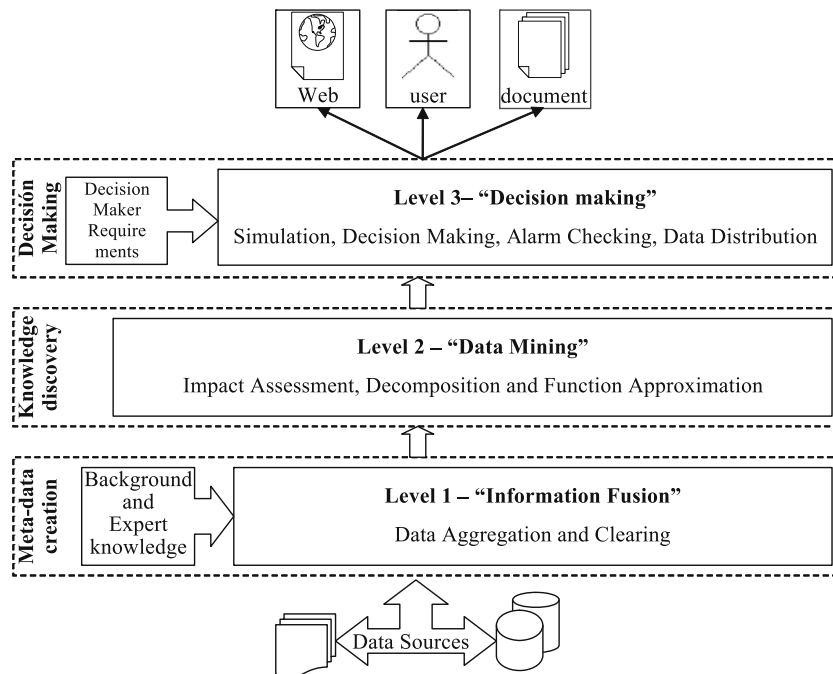 Web
user
document
Decisión
Making
Decision
Maker
Require
ments
Level 3– “Decision making”
Simulation, Decision Making, Alarm Checking, Data Distribution
Knowledge
discovery
Level 2 – “Data Mining”
Impact Assessment, Decomposition and Function Approximation
Meta-data
creation
Background
and
Expert
knowledge
Level 1 – “Information Fusion”
Data Aggregation and Clearing
Data Sources